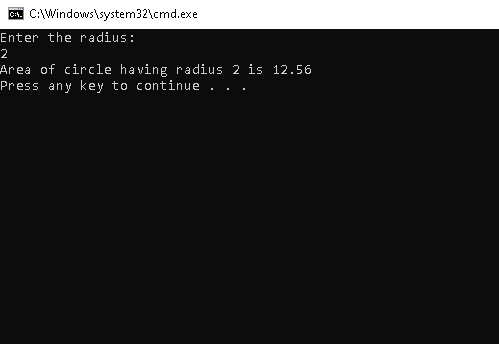 C:\Windows\system32\cmd.exe
Enter the radius:
2
Area of circle having radius 2 is 12.56
Press any key to continue . . .